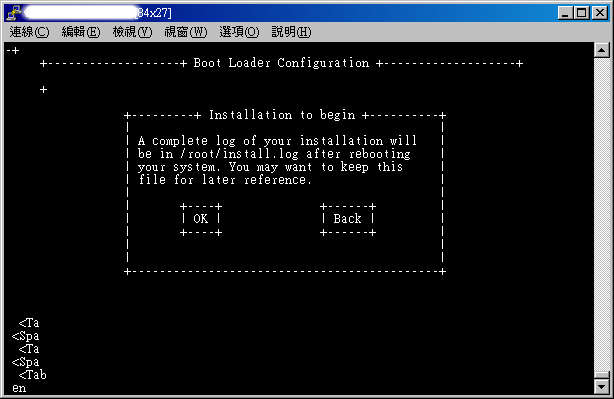 [84x27]
連線(C) 編輯(E) 檢視(V) 視窗(W) 選項(O) 說明(H)
Boot Loader Configuration
Installation to begin
A complete log of your installation will
be in /root/install.log after rebooting
your system. You may want to keep this
file for later reference.
OK Back
<Ta
<Spa
<Ta
<Spa
<Tab
en